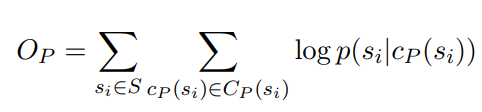 O_P = \sum_{s_i \in S} \sum_{c_P(s_i) \in C_P(s_i)} \log p(s_i | c_P(s_i))